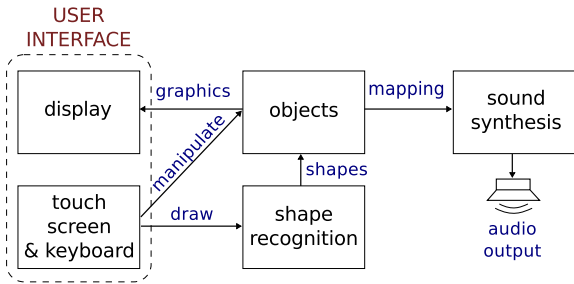 USER
INTERFACE
display
graphics
objects
mapping
sound
synthesis
manipulate
touch
screen
& keyboard
draw
shape
recognition
shapes
audio
output